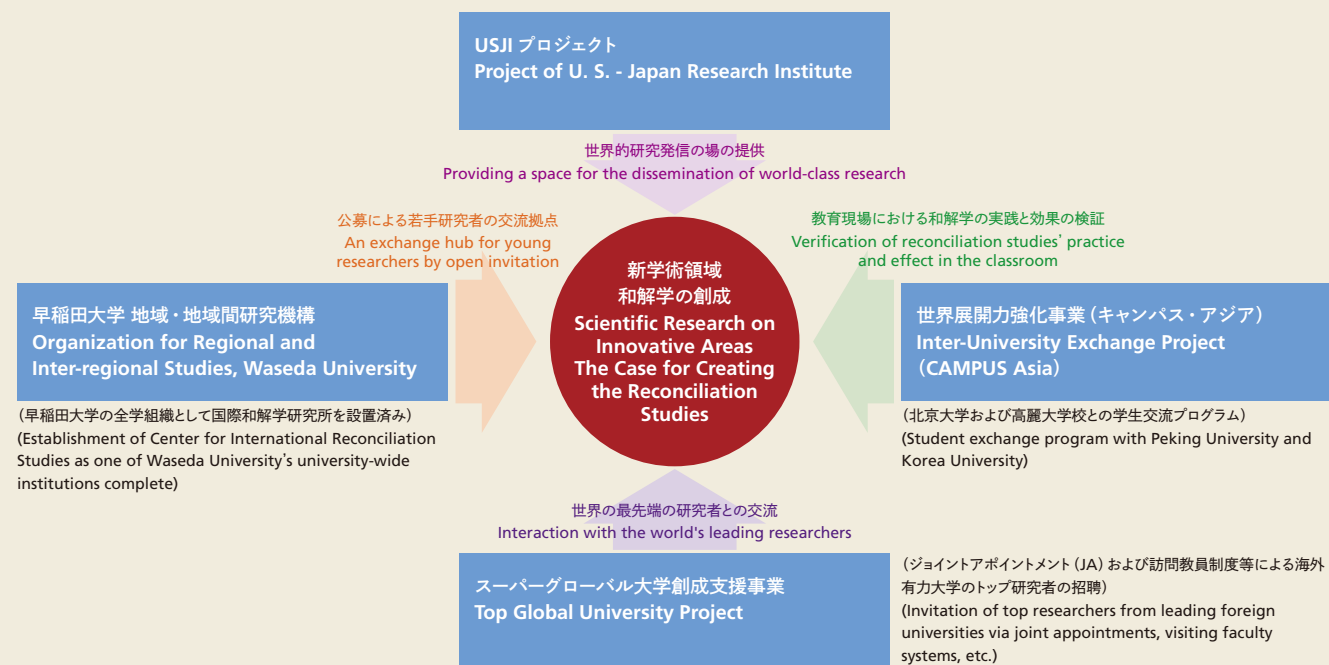 USJI プロジェクト
Project of U. S. - Japan Research Institute
世界的研究発信の場の提供
Providing a space for the dissemination of world-class research
公募による若手研究者の交流拠点
An exchange hub for young
researchers by open invitation
教育現場における和解学の実践と効果の検証
Verification of reconciliation studies' practice
and effect in the classroom
早稲田大学 地域・地域間研究機構
Organization for Regional and
Inter-regional Studies, Waseda University
(早稲田大学の全学組織として国際和解学研究所を設置済み)
(Establishment of Center for International Reconciliation
Studies as one of Waseda University's university-wide
institutions complete)
新学術領域
和解学の創成
Scientific Research on
Innovative Areas
The Case for Creating
the Reconciliation
Studies
世界展開力強化事業(キャンパス・アジア)
Inter-University Exchange Project
(CAMPUS Asia)
(北京大学および高麗大学校との学生交流プログラム)
(Student exchange program with Peking University and
Korea University)
世界の最先端の研究者との交流
Interaction with the world's leading researchers
スーパーグローバル大学創成支援事業
Top Global University Project
(ジョイントアポイントメント(JA)および訪問教員制度等による海外
有力大学のトップ研究者の招聘)
(Invitation of top researchers from leading foreign
universities via joint appointments, visiting faculty
systems, etc.)